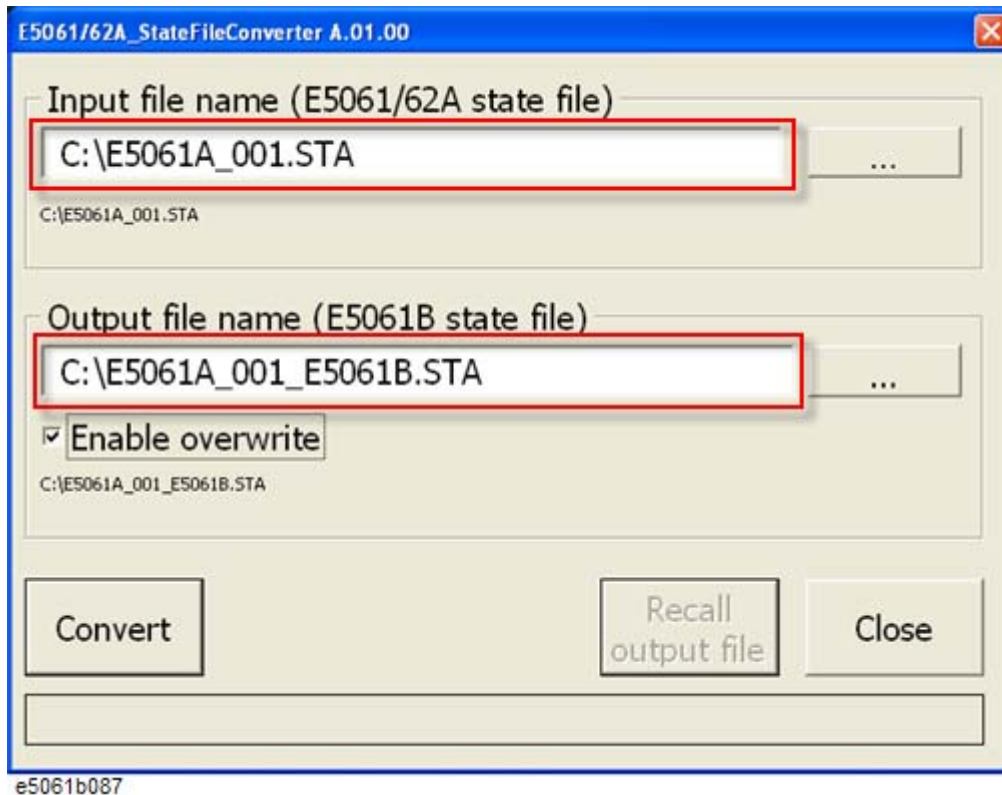 E5061/62A_StateFileConverter A.01.00
Input file name (E5061/62A state file)
C:\E5061A_001.STA
...
C:\E5061A_001.STA
Output file name (E5061B state file)
C:\E5061A_001_E5061B.STA
...
Enable overwrite
C:\E5061A_001_E5061B.STA
Convert
Recall
output file
Close
e5061b087